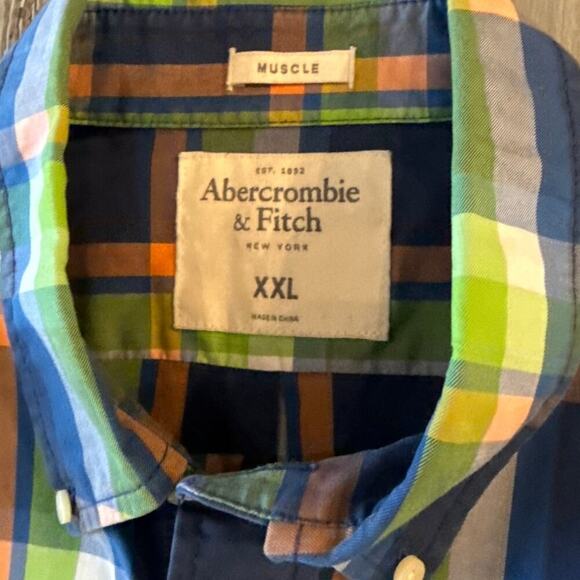 MUSCLE
EST. 1892
Abercrombie
& Fitch
NEW YORK
XXL
MADE IN CHINA